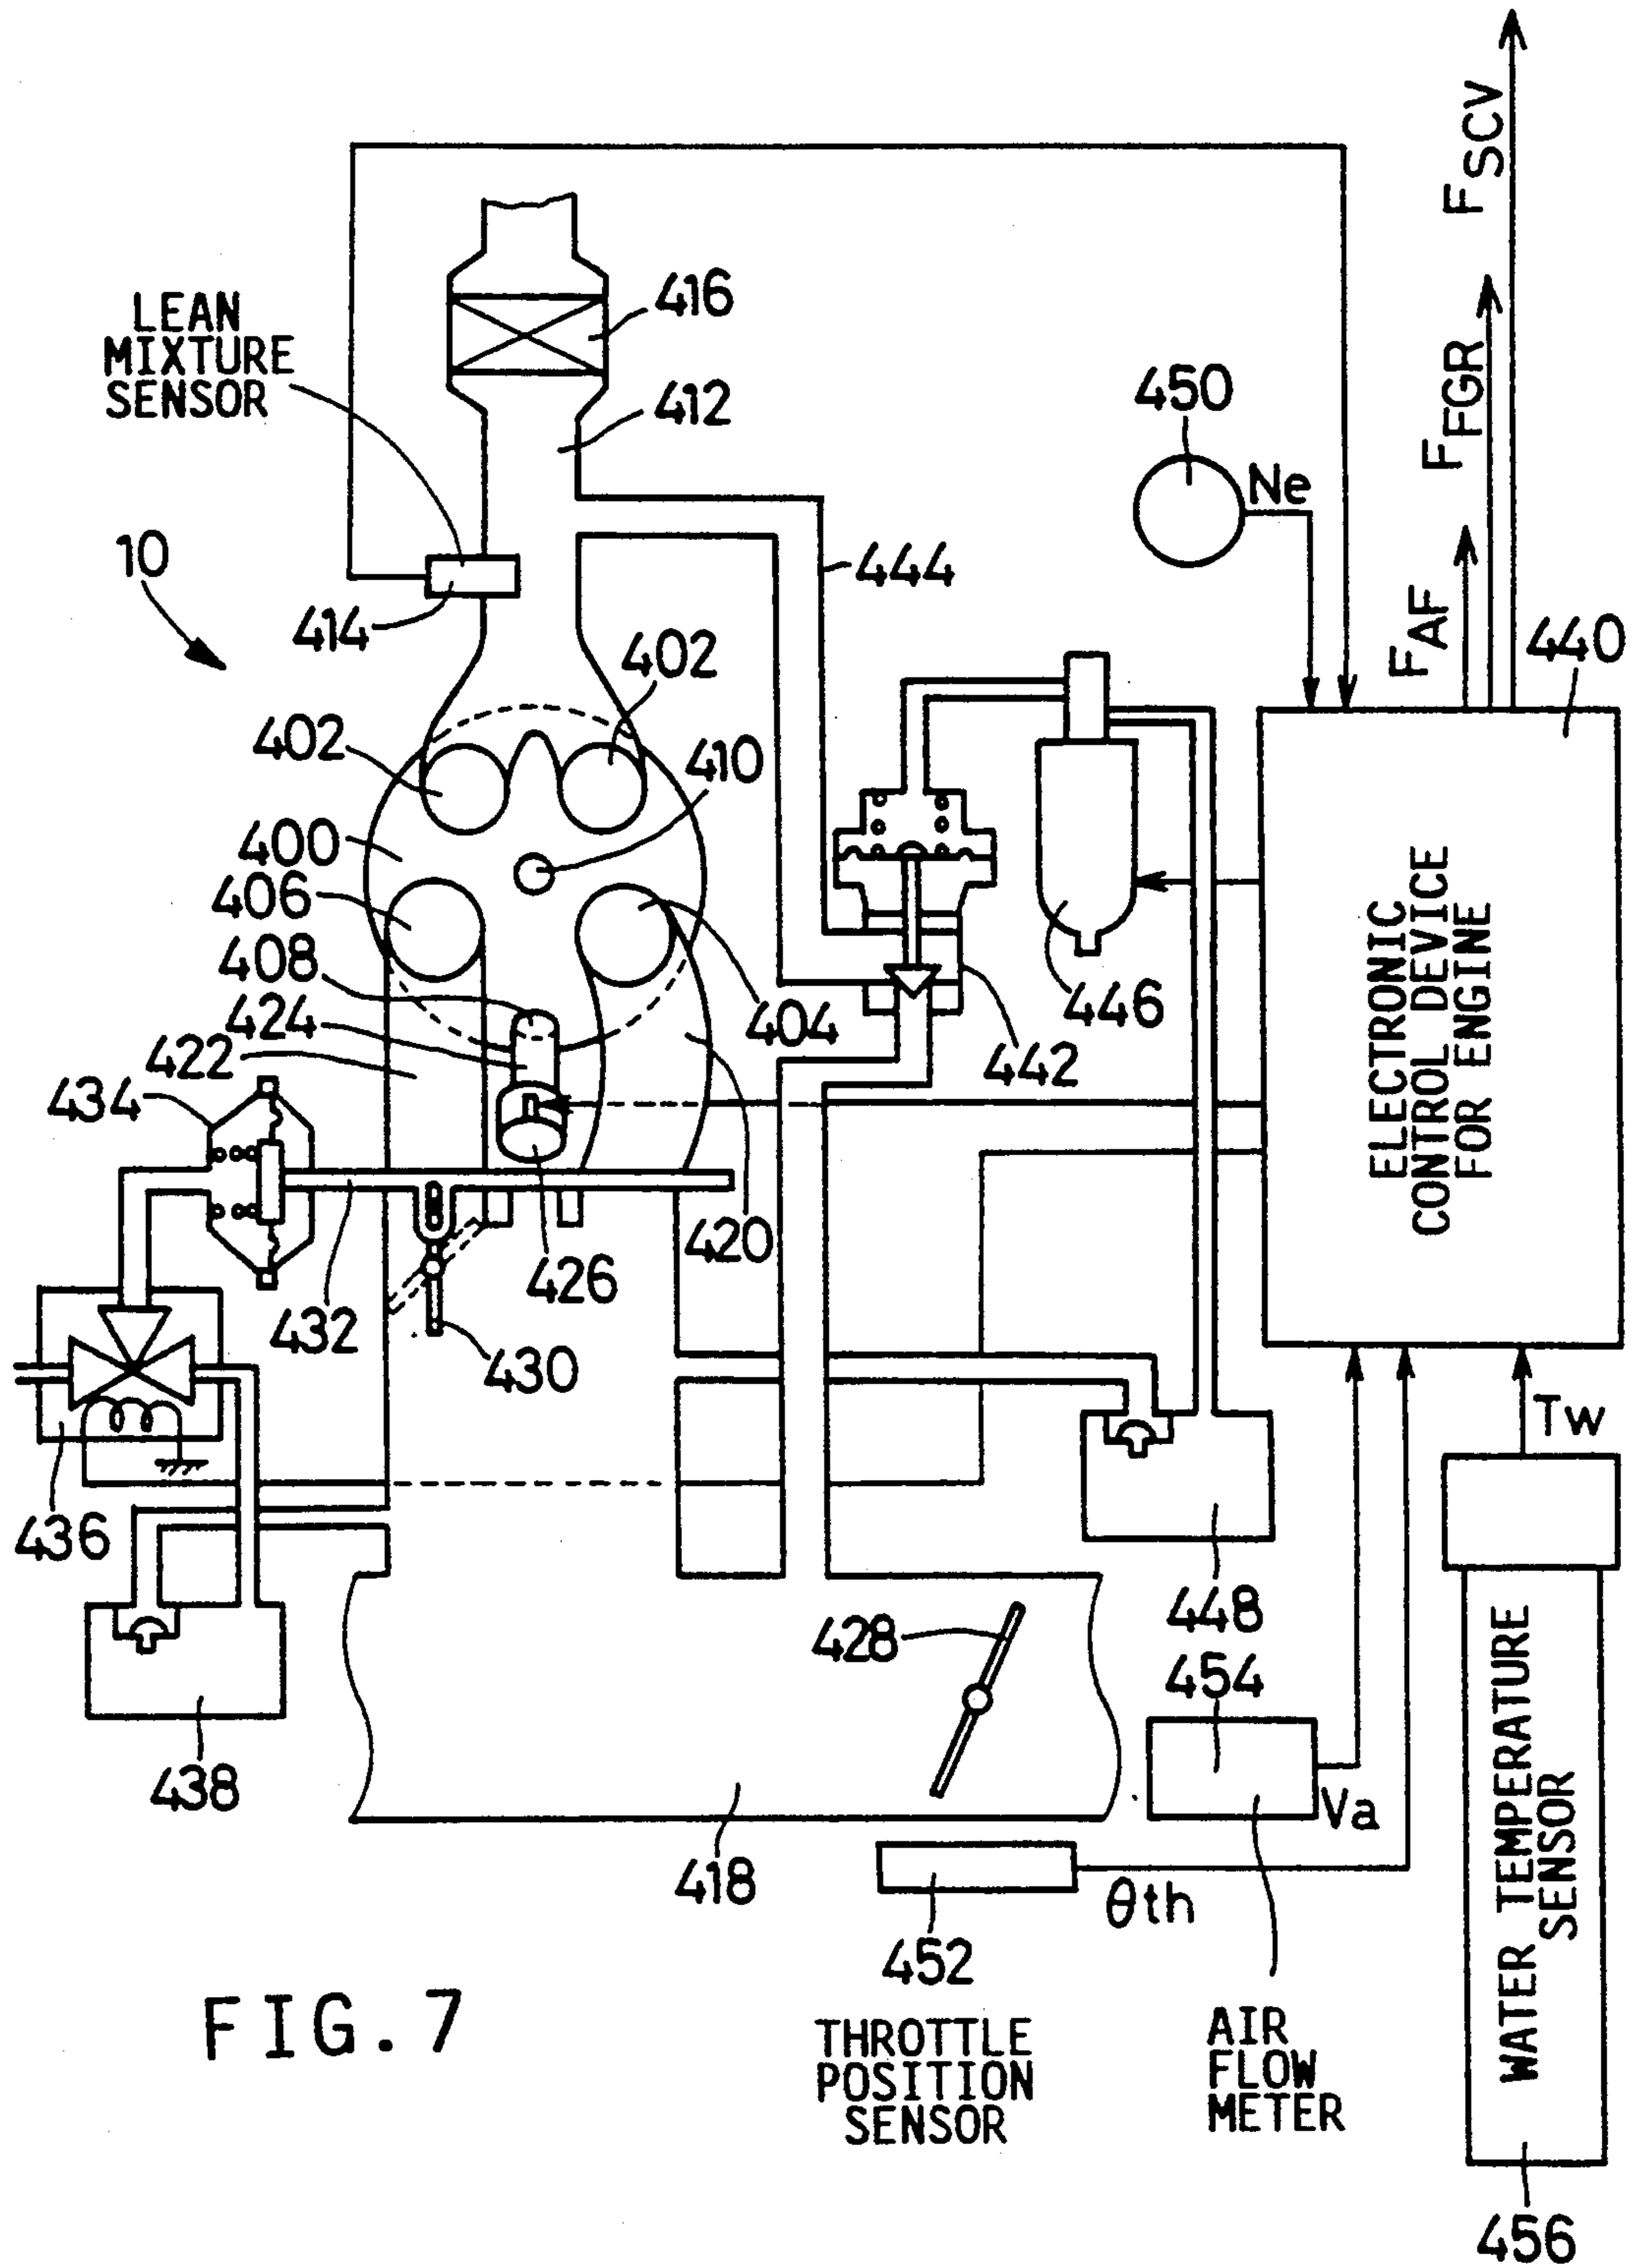 FSCV
FFGR
FAF
LEAN
MIXTURE
SENSOR
416
412
450
Ne
10
444
414
402
440
402
410
400
406
408
424
422
434
404
446
442
ELECTRONIC
CONTROL DEVICE
FOR ENGINE
420
426
432
430
Tw
436
448
428
454
438
Va
418
θth
452
WATER TEMPERATURE
SENSOR
FIG. 7
THROTTLE
POSITION
SENSOR
AIR
FLOW
METER
456